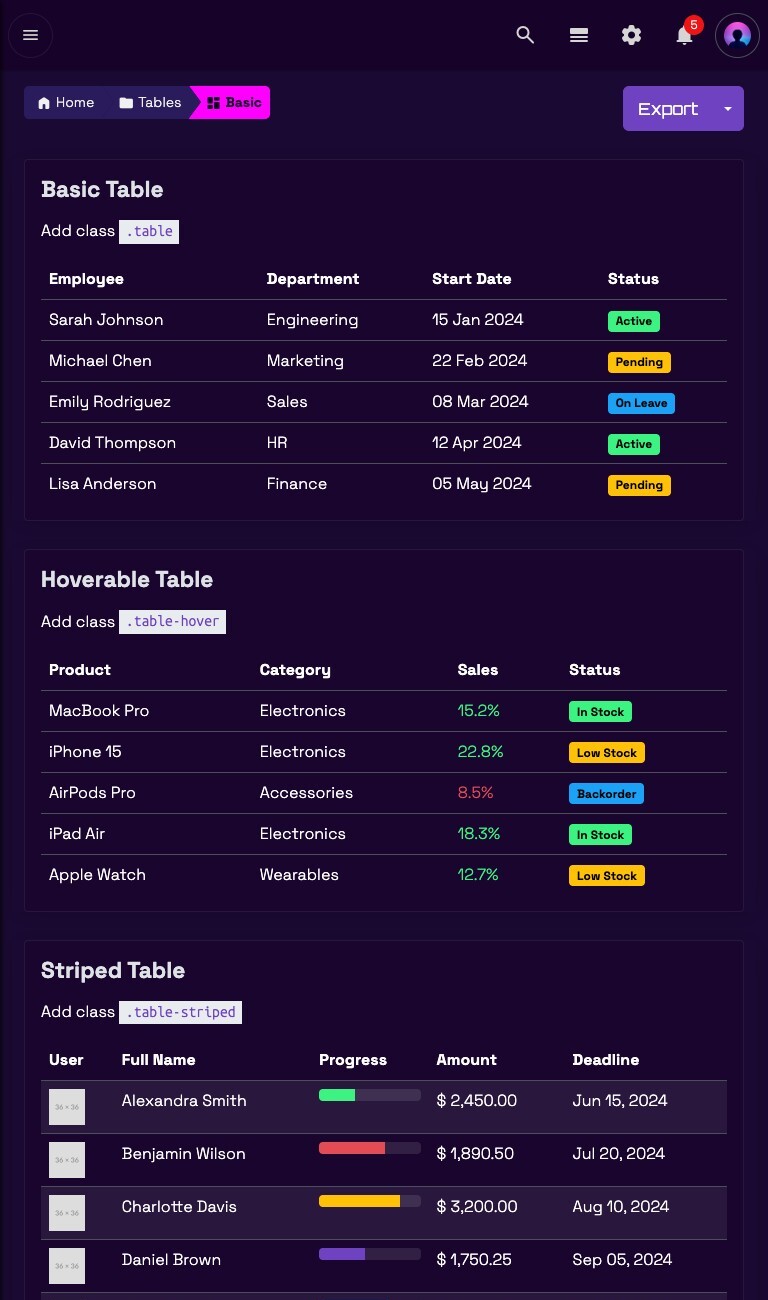 5
Home Tables Basic
Export
Basic Table
Add class .table
Employee Department Start Date Status
Sarah Johnson Engineering 15 Jan 2024 Active
Michael Chen Marketing 22 Feb 2024 Pending
Emily Rodriguez Sales 08 Mar 2024 On Leave
David Thompson HR 12 Apr 2024 Active
Lisa Anderson Finance 05 May 2024 Pending
Hoverable Table
Add class .table-hover
Product Category Sales Status
MacBook Pro Electronics 15.2% In Stock
iPhone 15 Electronics 22.8% Low Stock
AirPods Pro Accessories 8.5% Backorder
iPad Air Electronics 18.3% In Stock
Apple Watch Wearables 12.7% Low Stock
Striped Table
Add class .table-striped
User Full Name Progress Amount Deadline
36 × 36 Alexandra Smith $ 2,450.00 Jun 15, 2024
36 × 36 Benjamin Wilson $ 1,890.50 Jul 20, 2024
36 × 36 Charlotte Davis $ 3,200.00 Aug 10, 2024
36 × 36 Daniel Brown $ 1,750.25 Sep 05, 2024